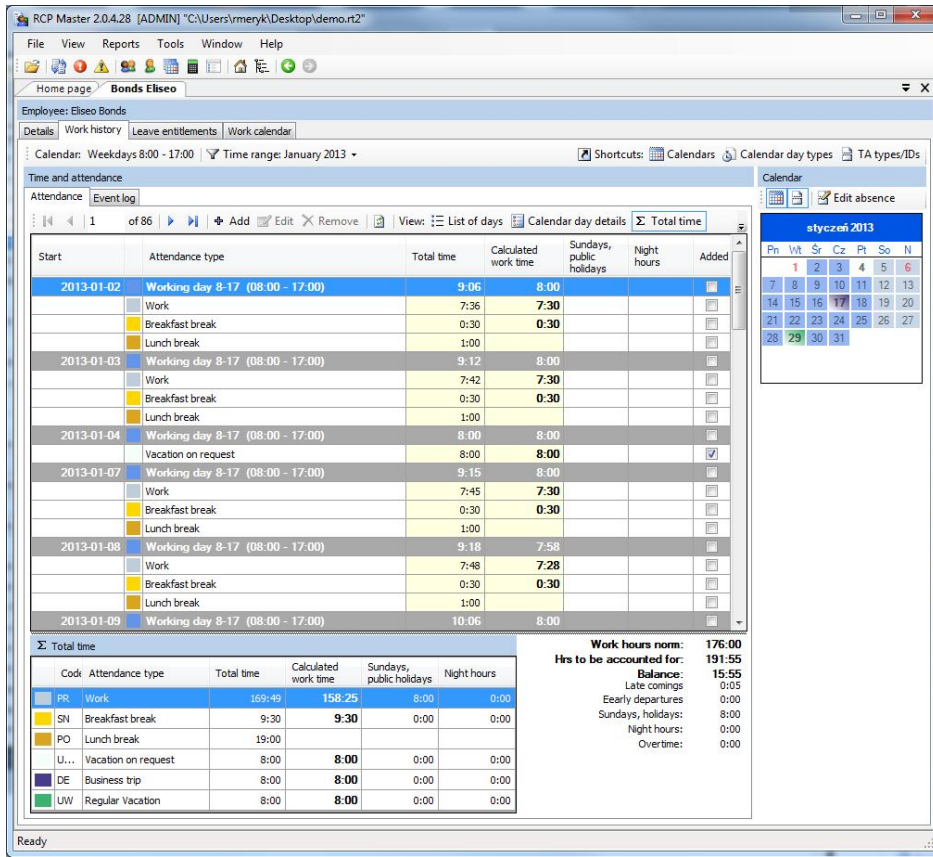 RCP Master 2.0.4.28 [ADMIN] "C:\Users\rmeryk\Desktop\demo.rt2"
File View Reports Tools Window Help
Home page Bonds Eliseo
Employee: Eliseo Bonds
Details Work history Leave entitlements Work calendar
Calendar: Weekdays 8:00 - 17:00 Time range: January 2013 Shortcuts: Calendars Calendar day types TA types/IDs
Time and attendance Calendar
Attendance Event log
1 of 86 Add Edit Remove View: List of days Calendar day details Σ Total time Edit absence
styczeń 2013
Pn Wt Śr Cz Pt So N
1 2 3 4 5 6
7 8 9 10 11 12 13
14 15 16 17 18 19 20
21 22 23 24 25 26 27
28 29 30 31
Start Attendance type Total time Calculated work time Sundays, public holidays Night hours Added
2013-01-02 Working day 8-17 (08:00 - 17:00) 9:06 8:00
Work 7:36 7:30
Breakfast break 0:30 0:30
Lunch break 1:00
2013-01-03 Working day 8-17 (08:00 - 17:00) 9:12 8:00
Work 7:42 7:30
Breakfast break 0:30 0:30
Lunch break 1:00
2013-01-04 Working day 8-17 (08:00 - 17:00) 8:00 8:00
Vacation on request 8:00 8:00
2013-01-07 Working day 8-17 (08:00 - 17:00) 9:15 8:00
Work 7:45 7:30
Breakfast break 0:30 0:30
Lunch break 1:00
2013-01-08 Working day 8-17 (08:00 - 17:00) 9:18 7:58
Work 7:48 7:28
Breakfast break 0:30 0:30
Lunch break 1:00
2013-01-09 Working day 8-17 (08:00 - 17:00) 10:06 8:00
Σ Total time
Code Attendance type Total time Calculated work time Sundays, public holidays Night hours
PR Work 169:49 158:25 8:00 0:00
SN Breakfast break 9:30 9:30 0:00 0:00
PO Lunch break 19:00
U... Vacation on request 8:00 8:00 0:00 0:00
DE Business trip 8:00 8:00 0:00 0:00
UW Regular Vacation 8:00 8:00 0:00 0:00
Work hours norm: 176:00
Hrs to be accounted for: 191:55
Balance: 15:55
Late comings 0:05
Eearly departures 0:00
Sundays, holidays: 8:00
Night hours: 0:00
Overtime: 0:00
Ready